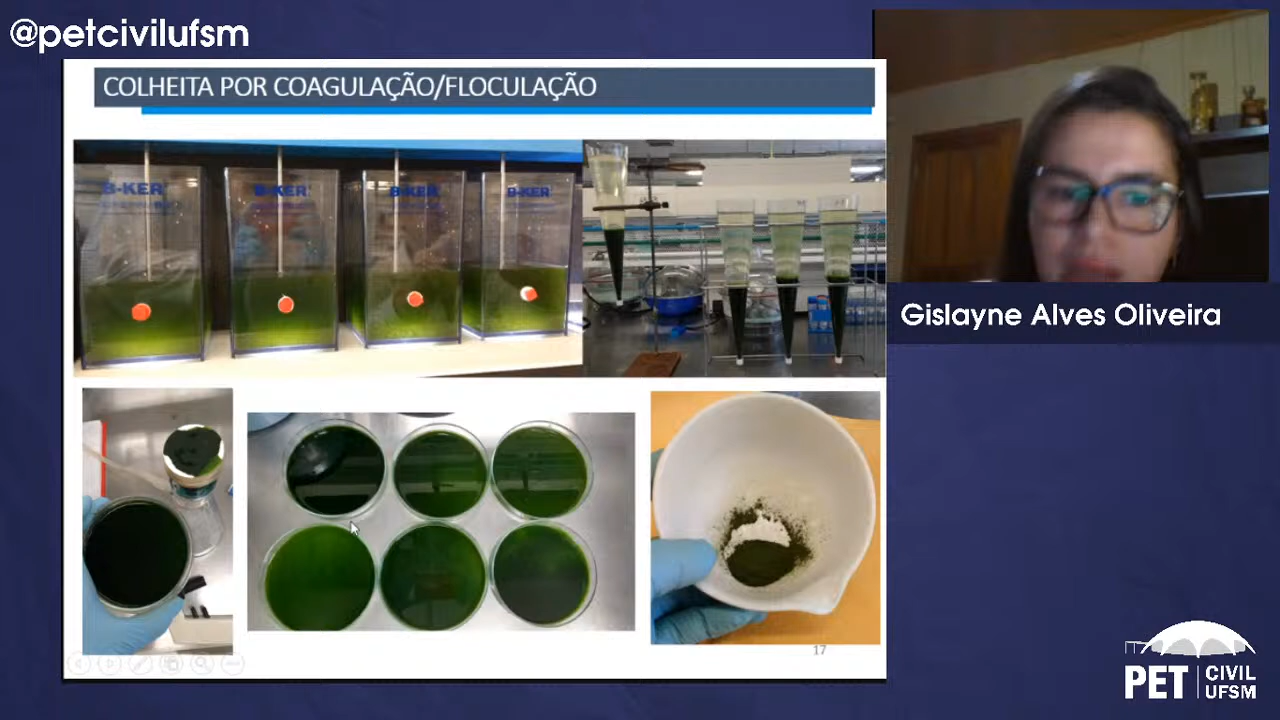 @petcivilufsm
COLHEITA POR COAGULAÇÃO/FLOCULAÇÃO
B-KER
B-KER
B-KER
B-KER
Gislayne Alves Oliveira
17
PET
CIVIL
UFSM